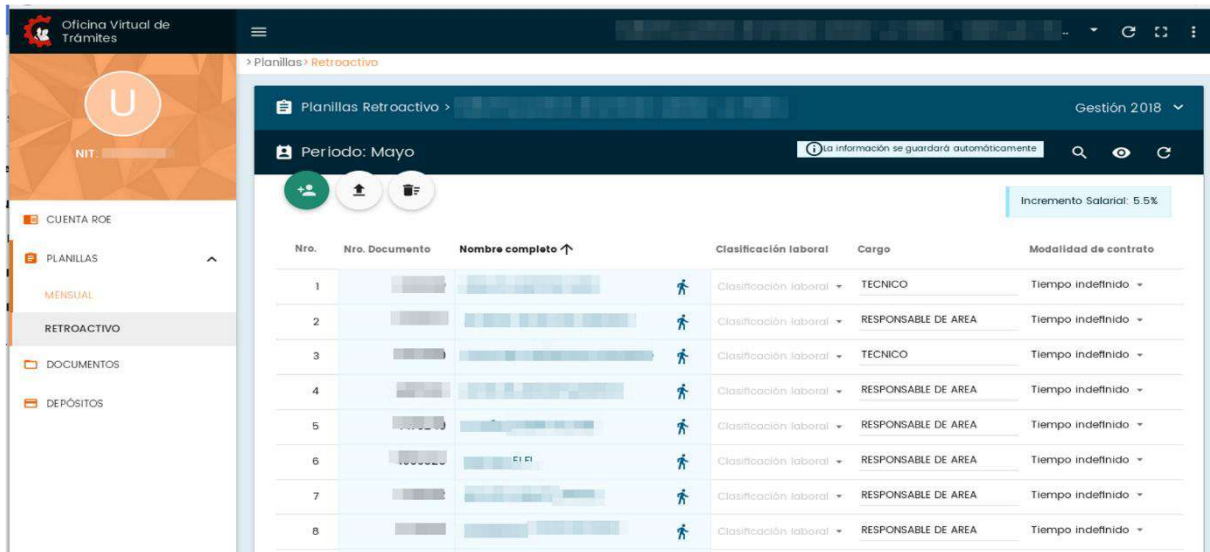 Oficina Virtual de
Trámites
> Planillas > Retroactivo
U
NIT:
Planillas Retroactivo >
Gestión 2018
Periodo: Mayo
La información se guardará automáticamente
Incremento Salarial: 5.5%
CUENTA ROE
PLANILLAS
MENSUAL
RETROACTIVO
DOCUMENTOS
DEPÓSITOS
Nro. Nro. Documento Nombre completo Clasificación laboral Cargo Modalidad de contrato
1 Clasificación laboral TECNICO Tiempo indefinido
2 Clasificación laboral RESPONSABLE DE AREA Tiempo indefinido
3 Clasificación laboral TECNICO Tiempo indefinido
4 Clasificación laboral RESPONSABLE DE AREA Tiempo indefinido
5 Clasificación laboral RESPONSABLE DE AREA Tiempo indefinido
6 Clasificación laboral RESPONSABLE DE AREA Tiempo indefinido
7 Clasificación laboral RESPONSABLE DE AREA Tiempo indefinido
8 Clasificación laboral RESPONSABLE DE AREA Tiempo indefinido